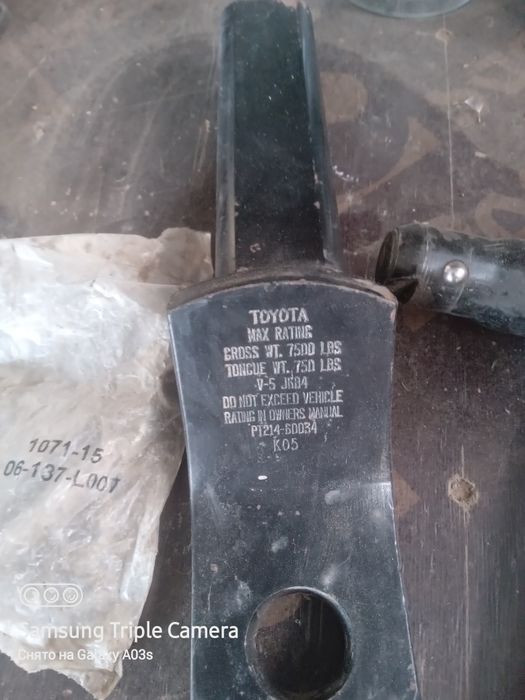 TOYOTA
MAX RATING
GROSS WT. 7500 LBS
TONGUE WT. 750 LBS
V-5 J684
DO NOT EXCEED VEHICLE
RATING IN OWNERS MANUAL
PT214-60034
K05
1071-15
06-137-L001
Samsung Triple Camera
Снято на Galaxy A03s